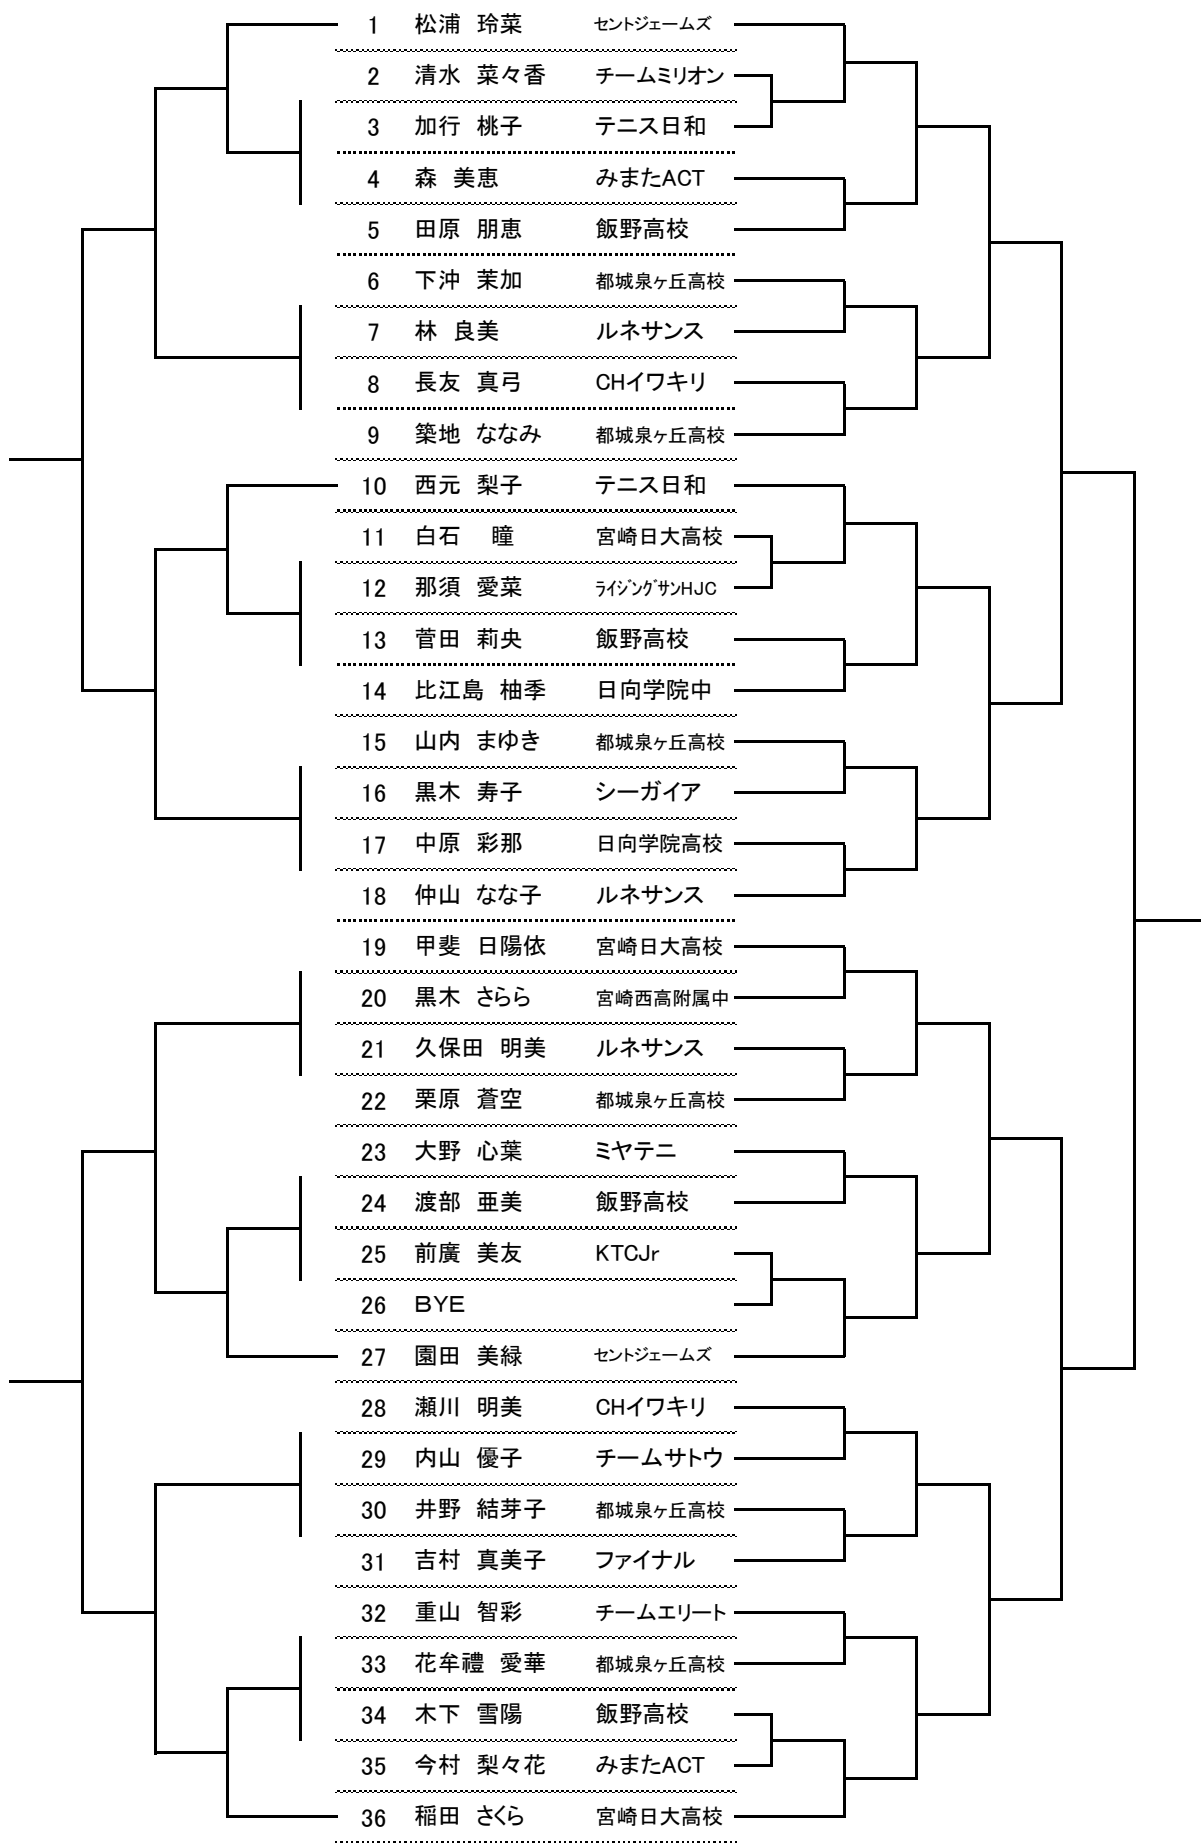 1 松浦 玲菜 セントジェームズ
2 清水 菜々香 チームミリオン
3 加行 桃子 テニス日和
4 森 美恵 みまたACT
5 田原 朋恵 飯野高校
6 下沖 茉加 都城泉ヶ丘高校
7 林 良美 ルネサンス
8 長友 真弓 CHイワキリ
9 築地 ななみ 都城泉ヶ丘高校
10 西元 梨子 テニス日和
11 白石 瞳 宮崎日大高校
12 那須 愛菜 ﾗｲｼﾞﾝｸﾞｻﾝHJC
13 菅田 莉央 飯野高校
14 比江島 柚季 日向学院中
15 山内 まゆき 都城泉ヶ丘高校
16 黒木 寿子 シーガイア
17 中原 彩那 日向学院高校
18 仲山 なな子 ルネサンス
19 甲斐 日陽依 宮崎日大高校
20 黒木 さらら 宮崎西高附属中
21 久保田 明美 ルネサンス
22 栗原 蒼空 都城泉ヶ丘高校
23 大野 心葉 ミヤテニ
24 渡部 亜美 飯野高校
25 前廣 美友 KTCJr
26 ＢＹＥ
27 園田 美緑 セントジェームズ
28 瀬川 明美 CHイワキリ
29 内山 優子 チームサトウ
30 井野 結芽子 都城泉ヶ丘高校
31 吉村 真美子 ファイナル
32 重山 智彩 チームエリート
33 花牟禮 愛華 都城泉ヶ丘高校
34 木下 雪陽 飯野高校
35 今村 梨々花 みまたACT
36 稲田 さくら 宮崎日大高校